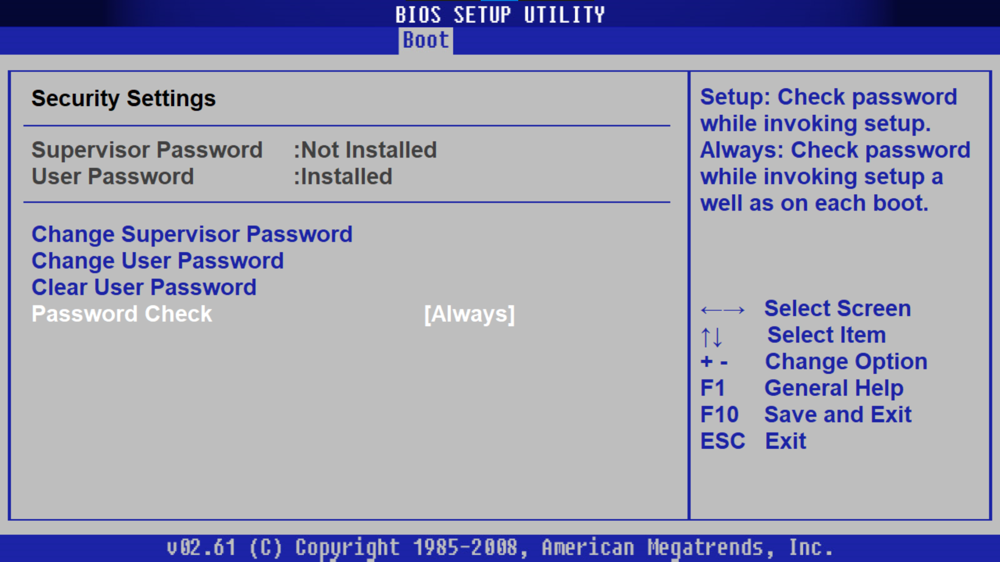 BIOS SETUP UTILITY
Boot
Security Settings
Supervisor Password :Not Installed
User Password :Installed
Change Supervisor Password
Change User Password
Clear User Password
Password Check [Always]
Setup: Check password
while invoking setup.
Always: Check password
while invoking setup a
well as on each boot.
←→ Select Screen
↑↓ Select Item
+ - Change Option
F1 General Help
F10 Save and Exit
ESC Exit
v02.61 (C) Copyright 1985-2008, American Megatrends, Inc.